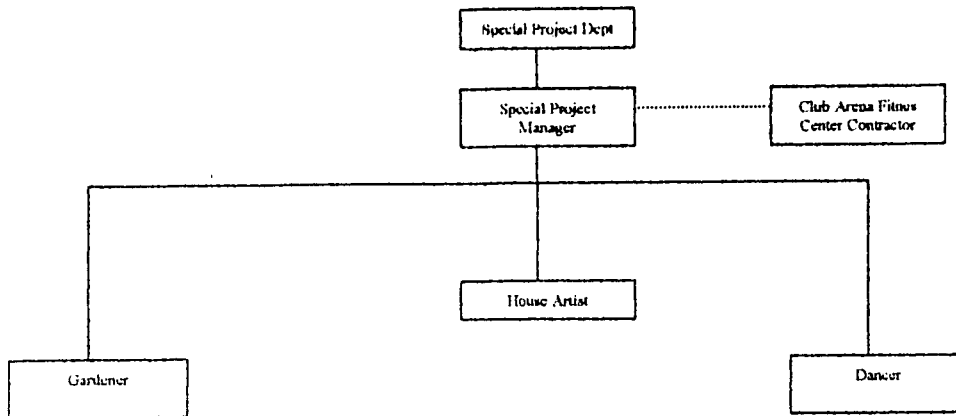 Special Project Dept
Special Project
Manager
Club Arena Fitnes
Center Contractor
House Artist
Gardener
Dancer